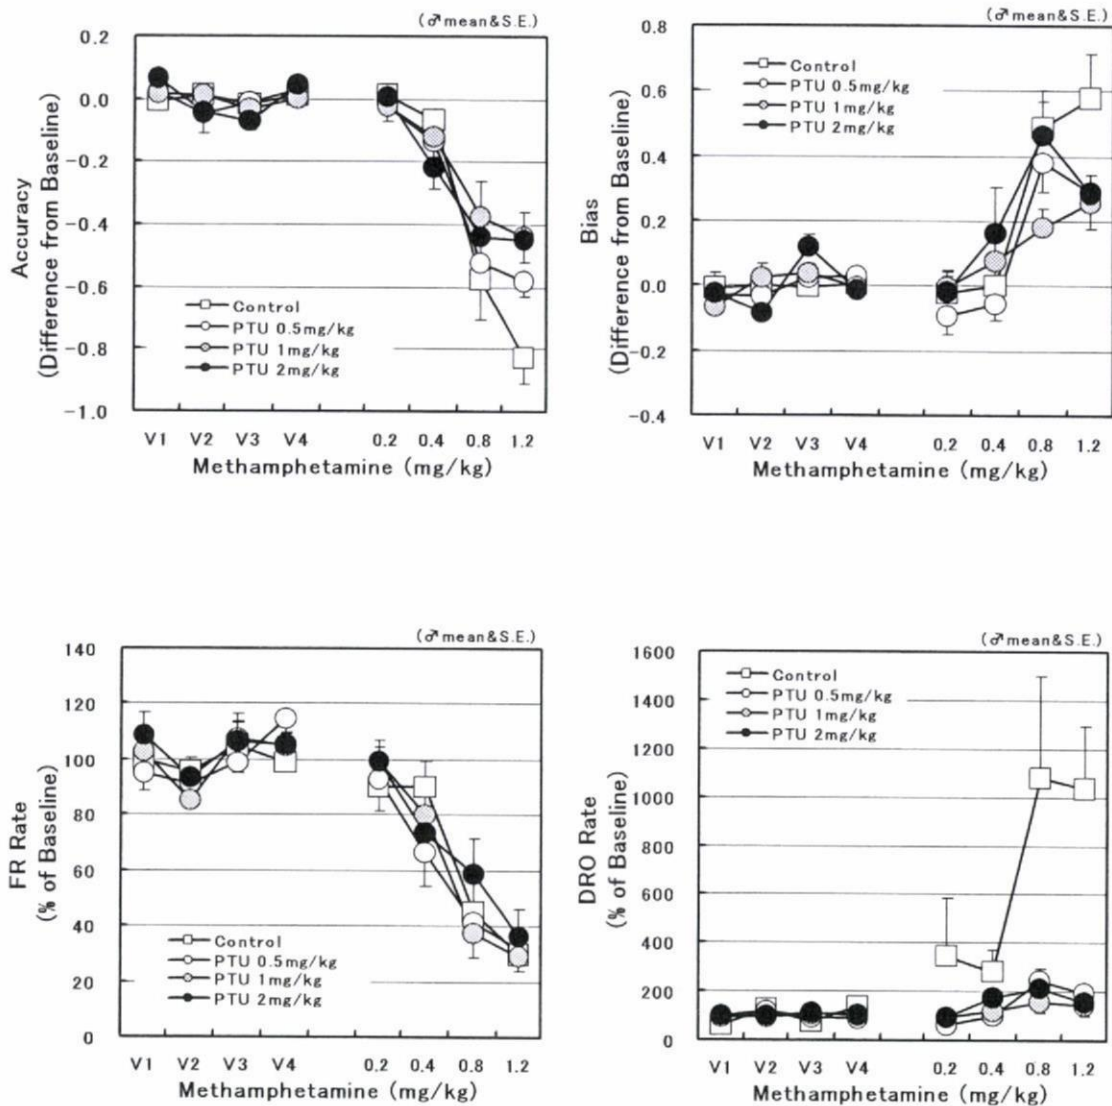 (♂mean&S.E.)
0.2
0.0
-0.2
-0.4
-0.6
-0.8
-1.0
Accuracy
(Difference from Baseline)
Control
PTU 0.5mg/kg
PTU 1mg/kg
PTU 2mg/kg
V1 V2 V3 V4 0.2 0.4 0.8 1.2
Methamphetamine (mg/kg)
(♂mean&S.E.)
0.8
0.6
0.4
0.2
0.0
-0.2
-0.4
Bias
(Difference from Baseline)
Control
PTU 0.5mg/kg
PTU 1mg/kg
PTU 2mg/kg
V1 V2 V3 V4 0.2 0.4 0.8 1.2
Methamphetamine (mg/kg)
(♂mean&S.E.)
140
120
100
80
60
40
20
0
FR Rate
(% of Baseline)
Control
PTU 0.5mg/kg
PTU 1mg/kg
PTU 2mg/kg
V1 V2 V3 V4 0.2 0.4 0.8 1.2
Methamphetamine (mg/kg)
(♂mean&S.E.)
1600
1400
1200
1000
800
600
400
200
0
DRO Rate
(% of Baseline)
Control
PTU 0.5mg/kg
PTU 1mg/kg
PTU 2mg/kg
V1 V2 V3 V4 0.2 0.4 0.8 1.2
Methamphetamine (mg/kg)